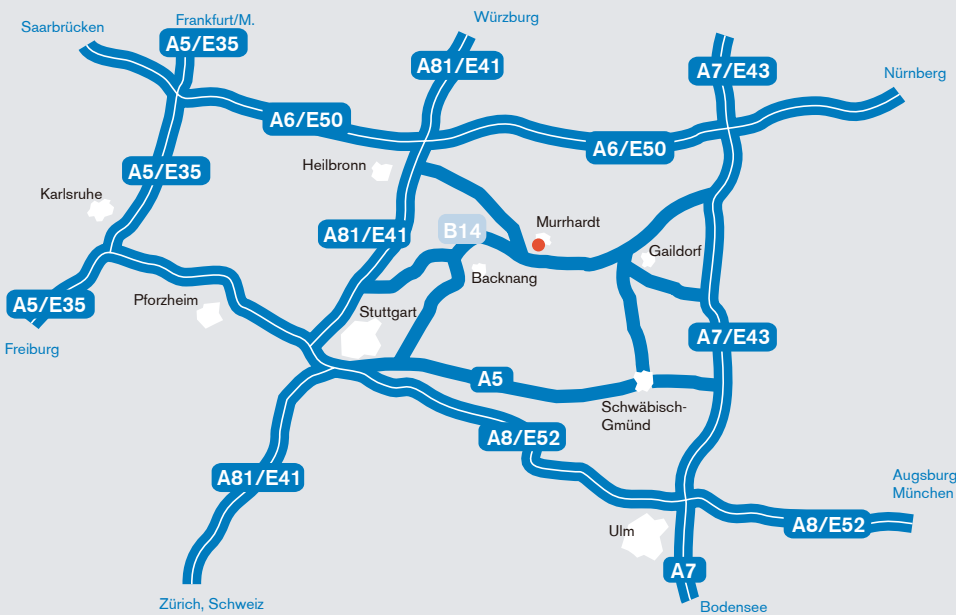 Saarbrücken
Frankfurt/M.
Würzburg
A5/E35
A81/E41
A7/E43
Nürnberg
A6/E50
A6/E50
Heilbronn
A5/E35
Karlsruhe
A81/E41
B14
Murrhardt
Gaildorf
Backnang
A5/E35
Pforzheim
Stuttgart
A7/E43
Freiburg
A5
Schwäbisch-
Gmünd
A8/E52
A81/E41
Augsburg
München
Ulm
A8/E52
A7
Zürich, Schweiz
Bodensee